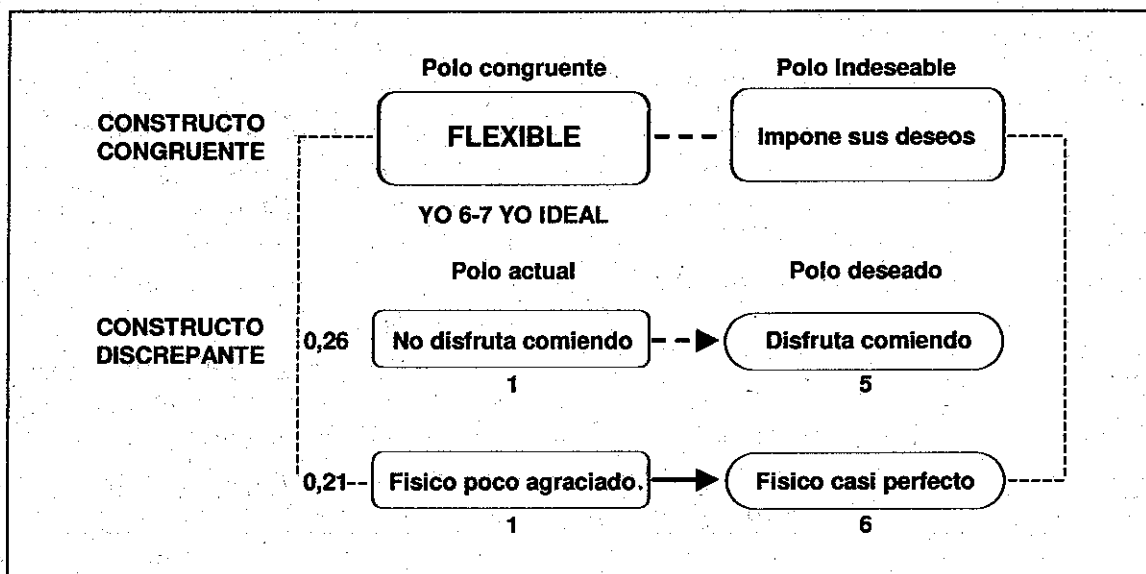 Polo congruente
Polo Indeseable
CONSTRUCTO
CONGRUENTE
FLEXIBLE
Impone sus deseos
YO 6-7 YO IDEAL
Polo actual
Polo deseado
CONSTRUCTO
DISCREPANTE
0,26
No disfruta comiendo
Disfruta comiendo
1
5
0,21
Fisico poco agraciado.
Fisico casi perfecto
1
6